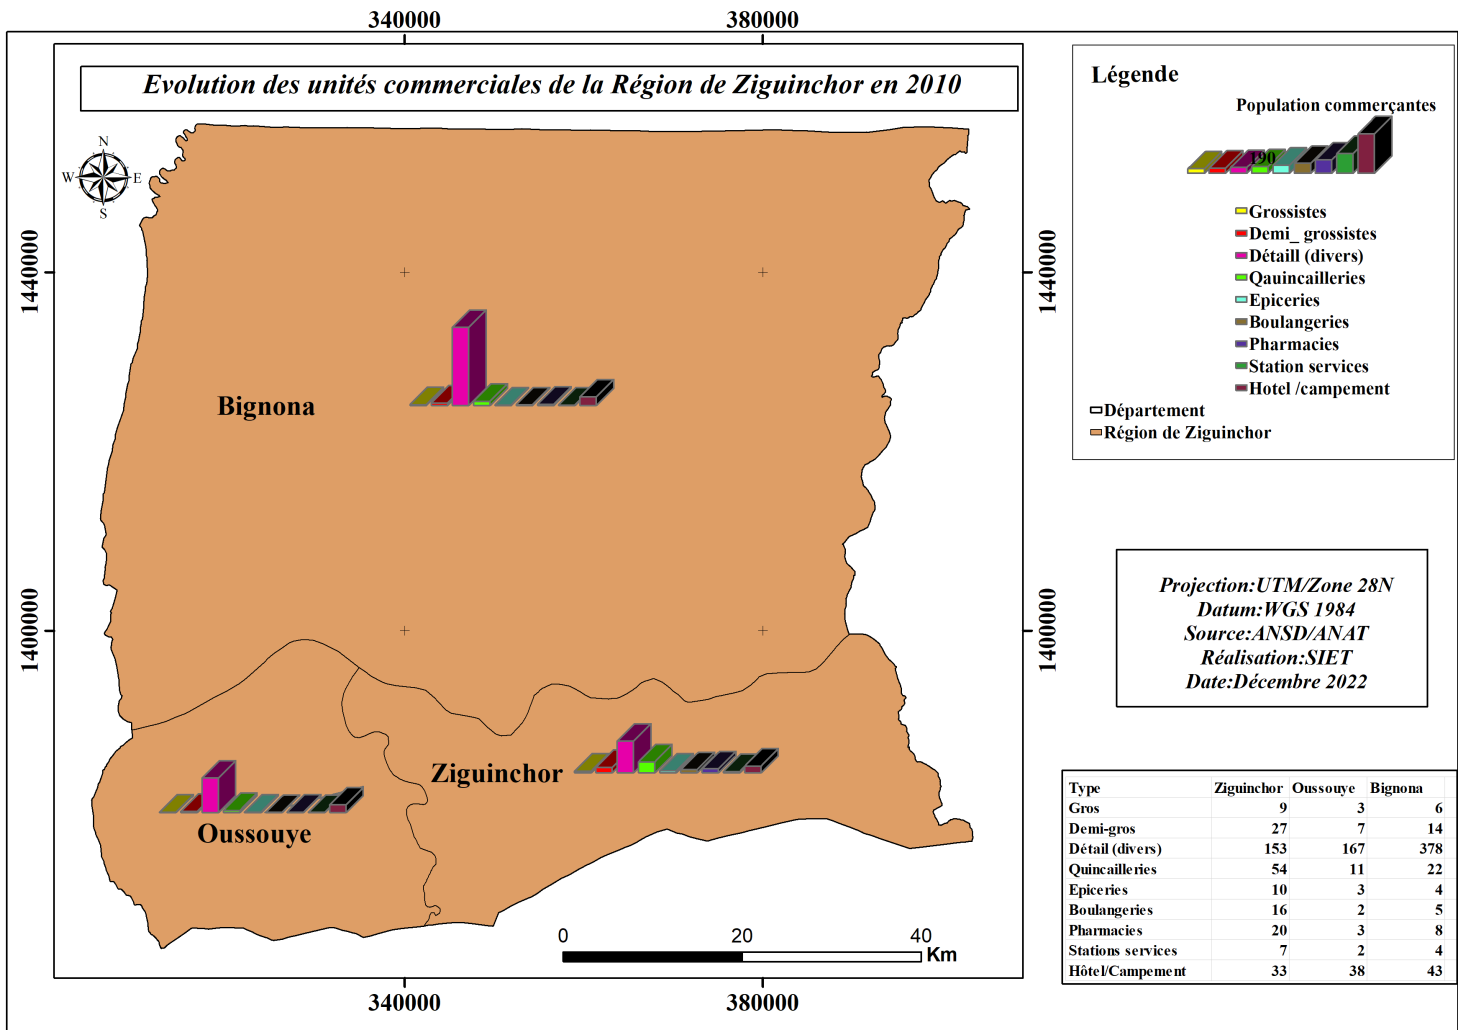 340000 380000
Evolution des unités commerciales de la Région de Ziguinchor en 2010
N
W E
S
1440000
1400000
Bignona
Oussouye
Ziguinchor
0 20 40
Km
340000 380000
1440000
1400000
Légende
Population commerçantes
190
Grossistes
Demi_ grossistes
Détaill (divers)
Qauincailleries
Epiceries
Boulangeries
Pharmacies
Station services
Hotel /campement
Département
Région de Ziguinchor
Projection:UTM/Zone 28N
Datum:WGS 1984
Source:ANSD/ANAT
Réalisation:SIET
Date:Décembre 2022
Type Ziguinchor Oussouye Bignona
Gros 9 3 6
Demi-gros 27 7 14
Détail (divers) 153 167 378
Quincailleries 54 11 22
Epiceries 10 3 4
Boulangeries 16 2 5
Pharmacies 20 3 8
Stations services 7 2 4
Hôtel/Campement 33 38 43